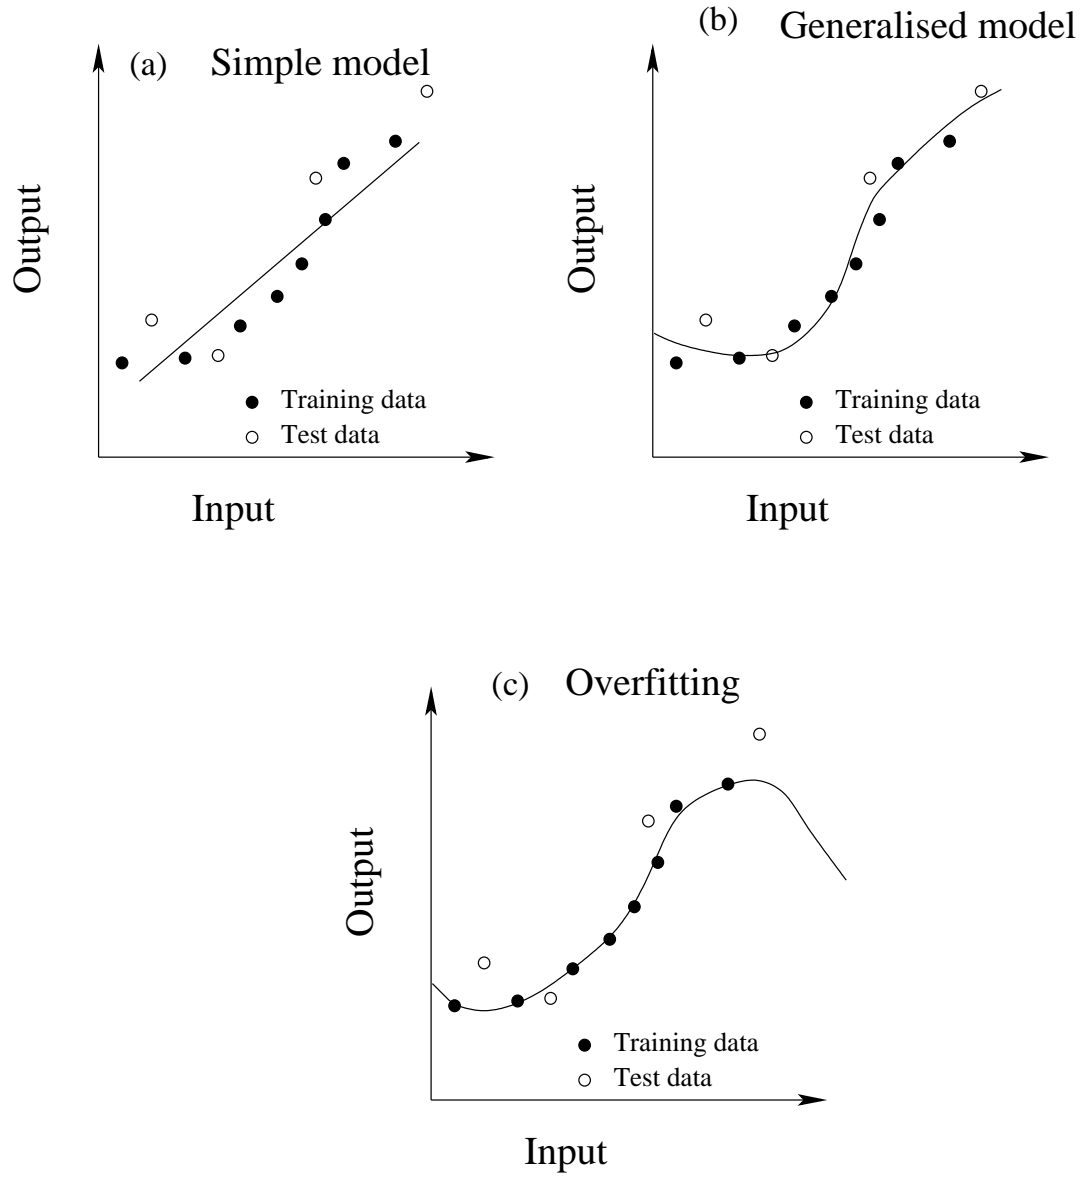 (a) Simple model
Output
Training data
Test data
Input
(b) Generalised model
Output
Training data
Test data
Input
(c) Overfitting
Output
Training data
Test data
Input